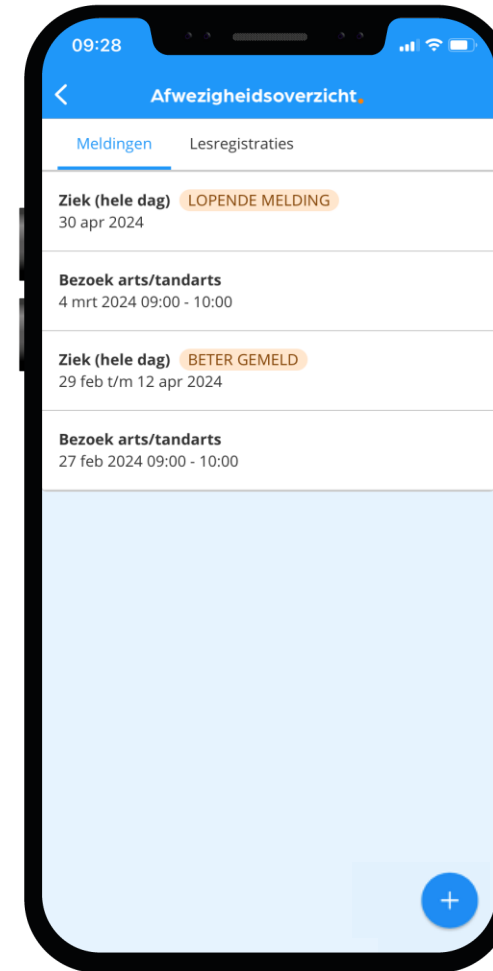 09:28
Afwezigheidsoverzicht.
Meldingen Lesregistraties
Ziek (hele dag) LOPENDE MELDING
30 apr 2024
Bezoek arts/tandarts
4 mrt 2024 09:00 - 10:00
Ziek (hele dag) BETER GEMELD
29 feb t/m 12 apr 2024
Bezoek arts/tandarts
27 feb 2024 09:00 - 10:00